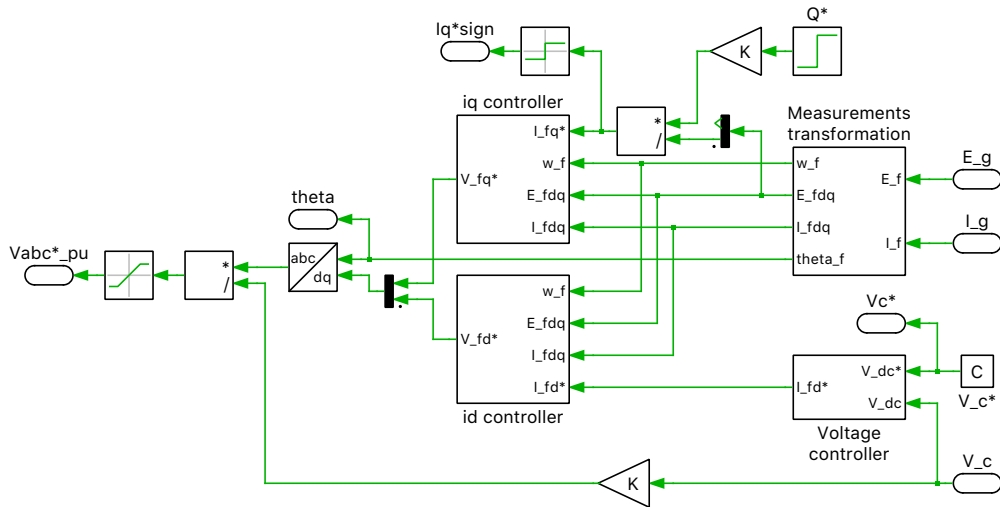 Iq*sign
Q*
K
iq controller
Measurements
transformation
I_fq*
w_f
V_fq*
E_fdq
I_fdq
*
/
w_f
E_fdq
I_fdq
theta_f
E_f
I_f
E_g
I_g
theta
Vabc*_pu
*
/
abc
dq
w_f
E_fdq
V_fd*
I_fdq
I_fd*
id controller
Vc*
V_dc*
I_fd*
V_dc
C
V_c*
Voltage
controller
V_c
K